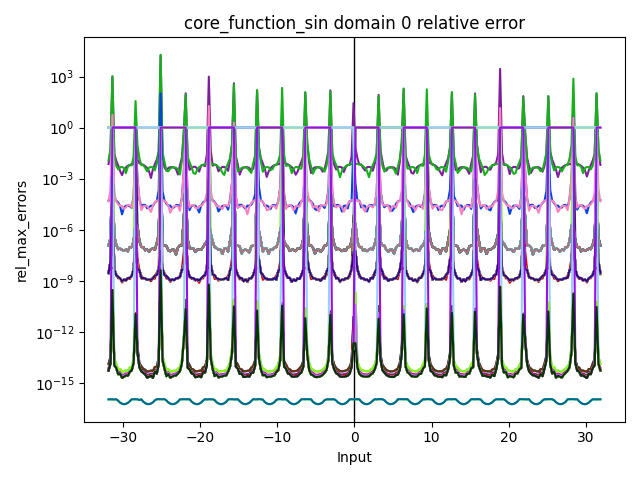 core_function_sin domain 0 relative error
rel_max_errors
10³
10⁰
10⁻³
10⁻⁶
10⁻⁹
10⁻¹²
10⁻¹⁵
−30 −20 −10 0 10 20 30
Input